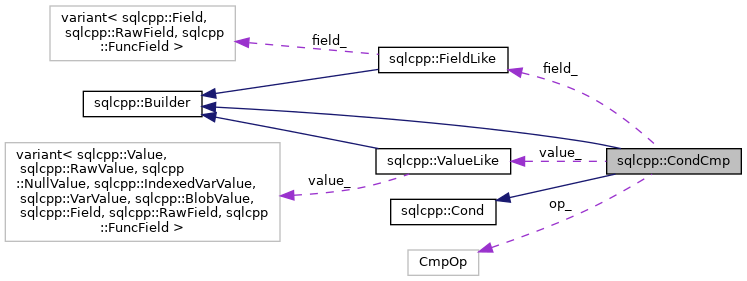 variant< sqlcpp::Field,
sqlcpp::RawField, sqlcpp
::FuncField >
field_
sqlcpp::FieldLike
field_
sqlcpp::Builder
variant< sqlcpp::Value,
sqlcpp::RawValue, sqlcpp
::NullValue, sqlcpp::IndexedVarValue,
sqlcpp::VarValue, sqlcpp::BlobValue,
sqlcpp::Field, sqlcpp::RawField, sqlcpp
::FuncField >
value_
sqlcpp::ValueLike
value_
sqlcpp::CondCmp
sqlcpp::Cond
op_
CmpOp